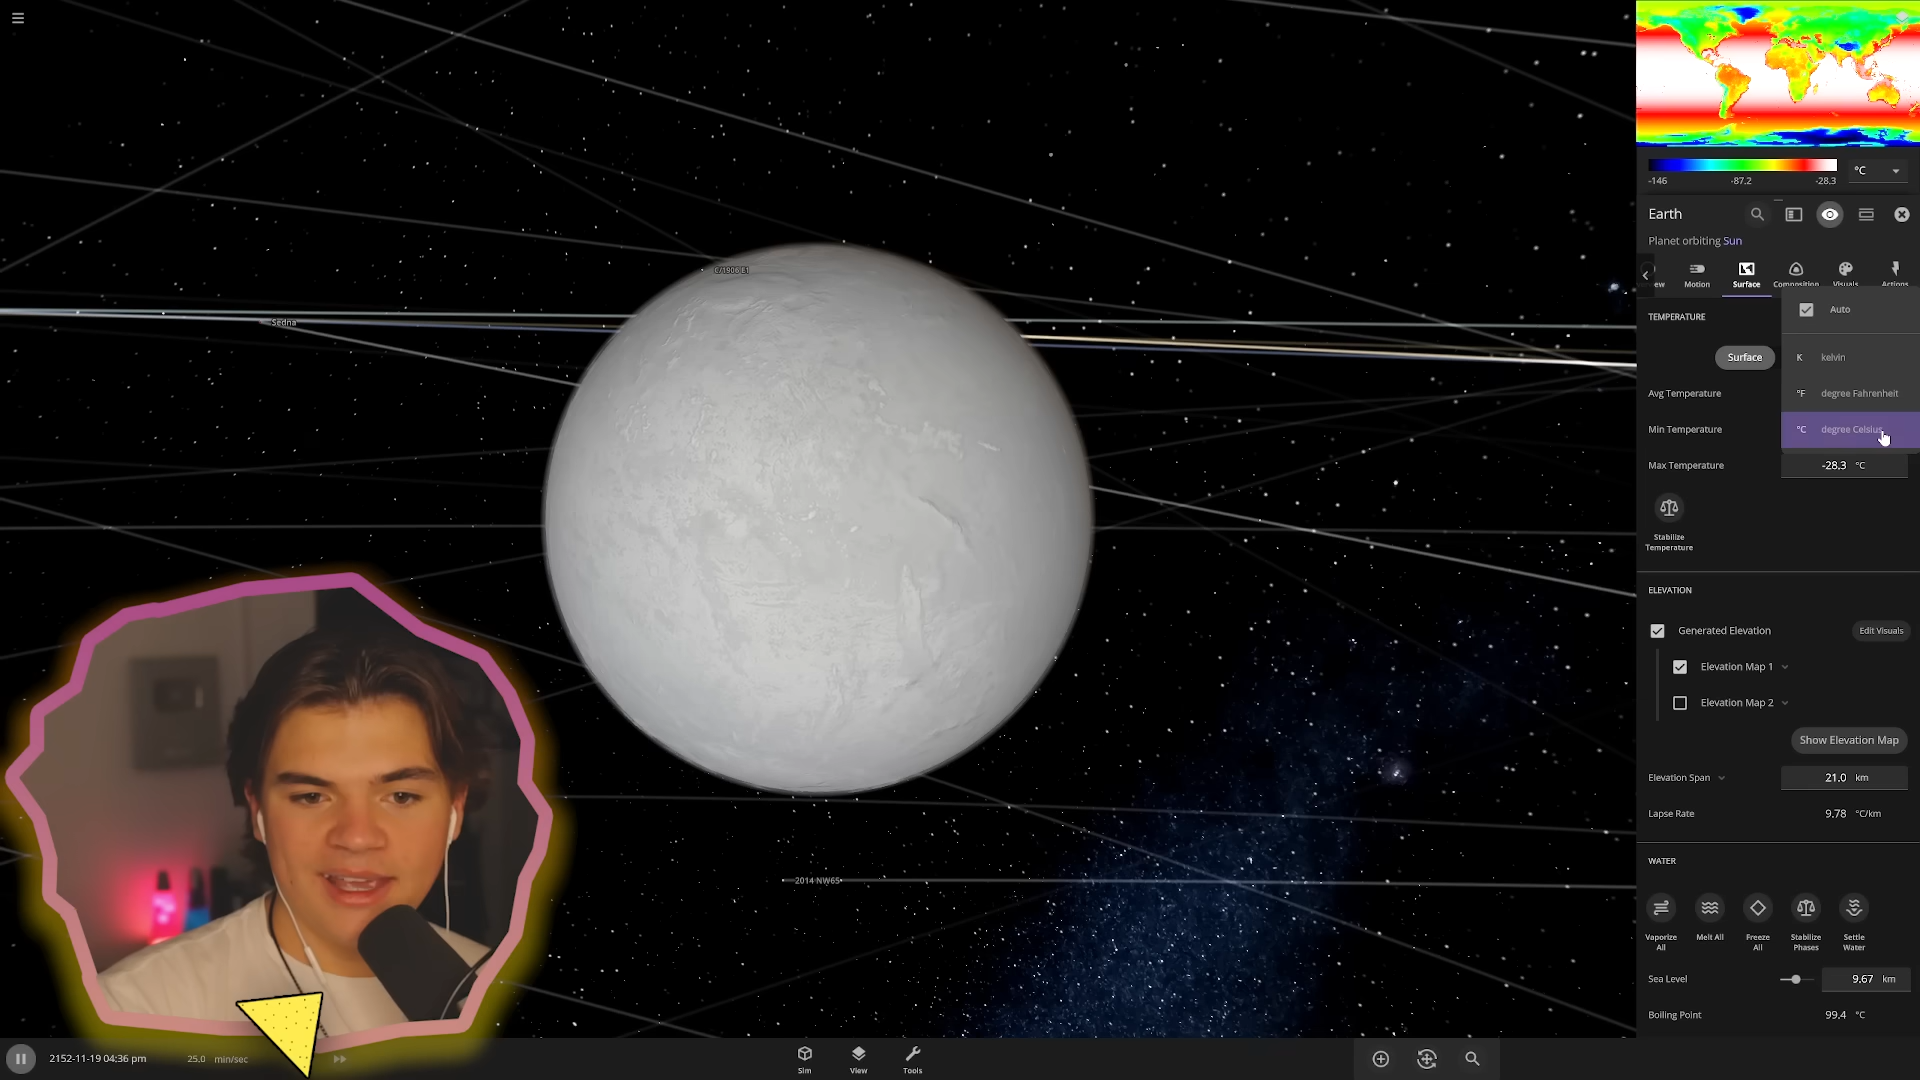 °C
-146 -87.2 -28.3
Earth
Planet orbiting Sun
Motion Surface Composition Visuals Actions
TEMPERATURE
Auto
Surface
K kelvin
Avg Temperature
°F degree Fahrenheit
Min Temperature
°C degree Celsius
Max Temperature -28.3 °C
Stabilize
Temperature
ELEVATION
Generated Elevation Edit Visuals
Elevation Map 1
Elevation Map 2
Show Elevation Map
Elevation Span 21.0 km
Lapse Rate 9.78 °C/km
WATER
Vaporize All
Melt All
Freeze All
Stabilize Phases
Settle Water
Sea Level 9.67 km
Boiling Point 99.4 °C
C/1906 E1
Sedna
2014 NW65
2152-11-19 04:36 pm 25.0 min/sec
Sim View Tools